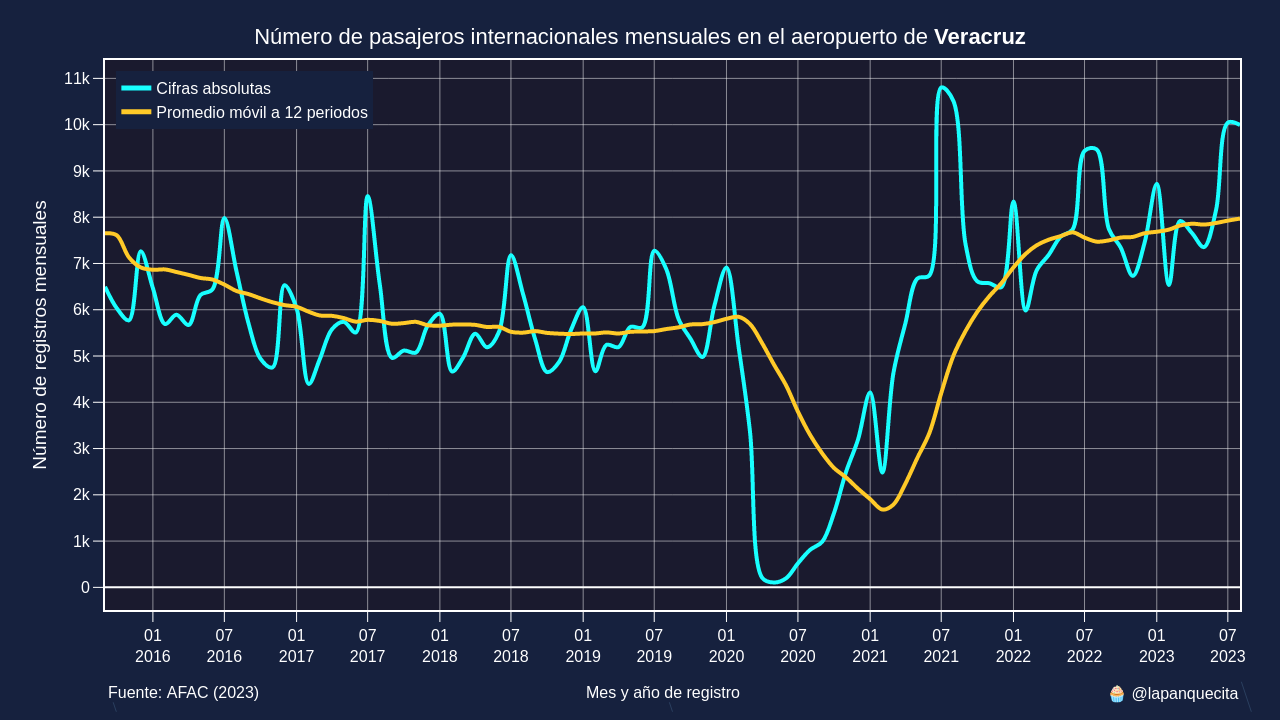 Número de pasajeros internacionales mensuales en el aeropuerto de Veracruz
Cifras absolutas
Promedio móvil a 12 periodos
Número de registros mensuales
11k
10k
9k
8k
7k
6k
5k
4k
3k
2k
1k
0
01 07 01 07 01 07 01 07 01 07 01 07 01 07 01 07
2016 2016 2017 2017 2018 2018 2019 2019 2020 2020 2021 2021 2022 2022 2023 2023
Fuente: AFAC (2023) Mes y año de registro 🧁 @lapanquecita